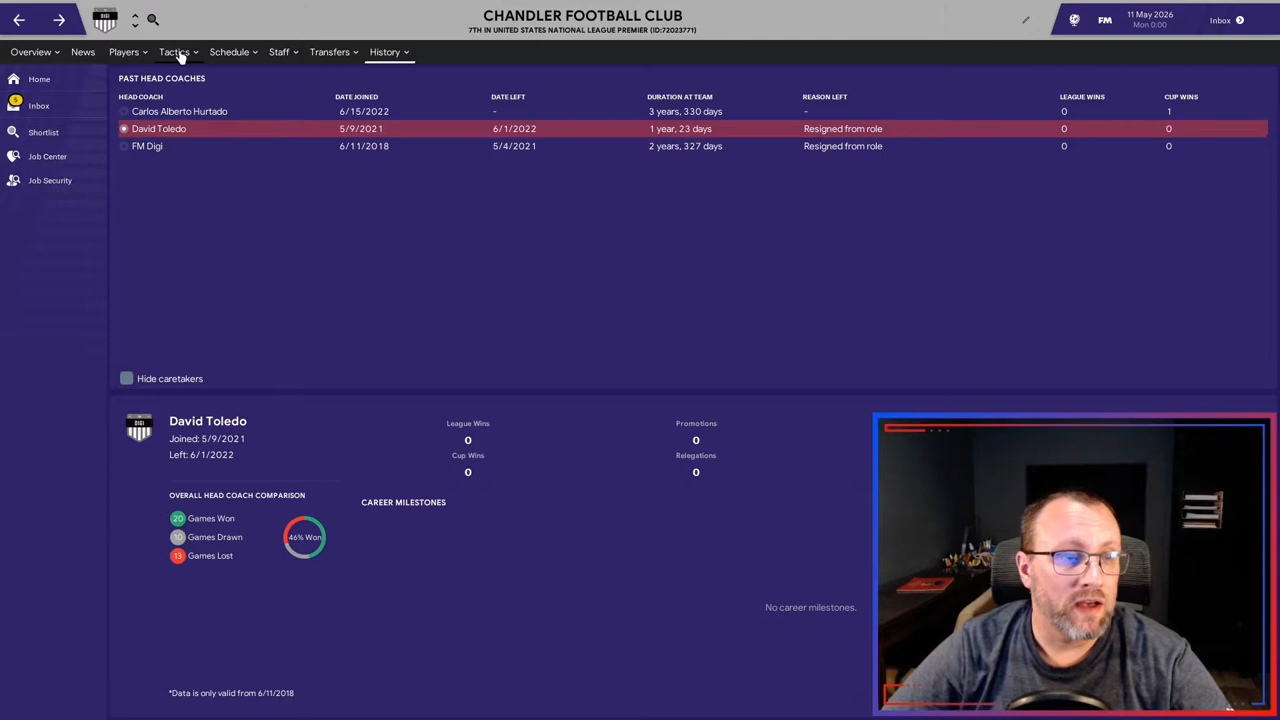 DIGI
CHANDLER FOOTBALL CLUB
7TH IN UNITED STATES NATIONAL LEAGUE PREMIER (ID:72023771)
FM
11 May 2026
Mon 0:00
Inbox
Overview
News
Players
Tactics
Schedule
Staff
Transfers
History
Home
5
Inbox
Shortlist
Job Center
Job Security
PAST HEAD COACHES
HEAD COACH DATE JOINED DATE LEFT DURATION AT TEAM REASON LEFT LEAGUE WINS CUP WINS
Carlos Alberto Hurtado 6/15/2022 - 3 years, 330 days - 0 1
David Toledo 5/9/2021 6/1/2022 1 year, 23 days Resigned from role 0 0
FM Digi 6/11/2018 5/4/2021 2 years, 327 days Resigned from role 0 0
Hide caretakers
DIGI
David Toledo
Joined: 5/9/2021
Left: 6/1/2022
League Wins
0
Cup Wins
0
Promotions
0
Relegations
0
OVERALL HEAD COACH COMPARISON
20 Games Won
10 Games Drawn
13 Games Lost
46% Won
CAREER MILESTONES
No career milestones.
*Data is only valid from 6/11/2018